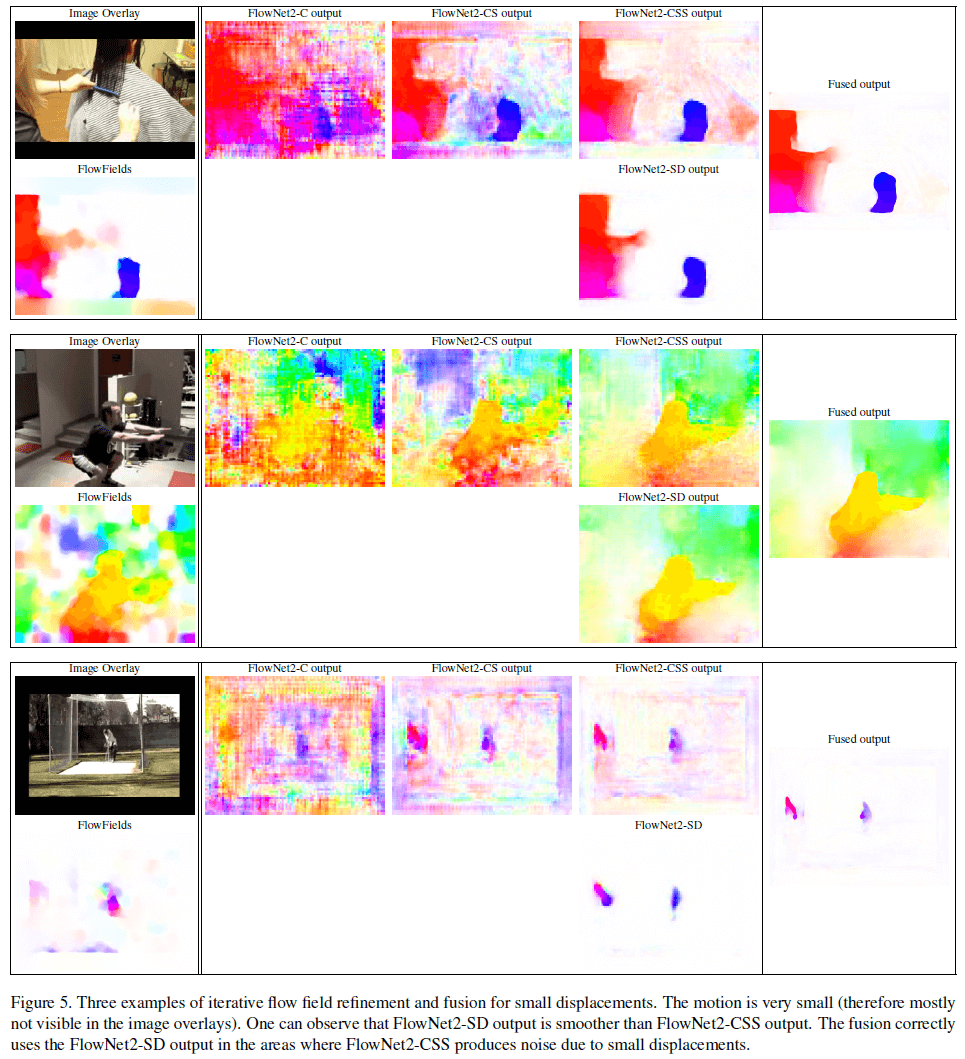 Image Overlay
FlowNet2-C output
FlowNet2-CS output
FlowNet2-CSS output
Fused output
FlowFields
FlowNet2-SD output
Image Overlay
FlowNet2-C output
FlowNet2-CS output
FlowNet2-CSS output
Fused output
FlowFields
FlowNet2-SD output
Image Overlay
FlowNet2-C output
FlowNet2-CS output
FlowNet2-CSS output
Fused output
FlowFields
FlowNet2-SD
Figure 5. Three examples of iterative flow field refinement and fusion for small displacements. The motion is very small (therefore mostly
not visible in the image overlays). One can observe that FlowNet2-SD output is smoother than FlowNet2-CSS output. The fusion correctly
uses the FlowNet2-SD output in the areas where FlowNet2-CSS produces noise due to small displacements.